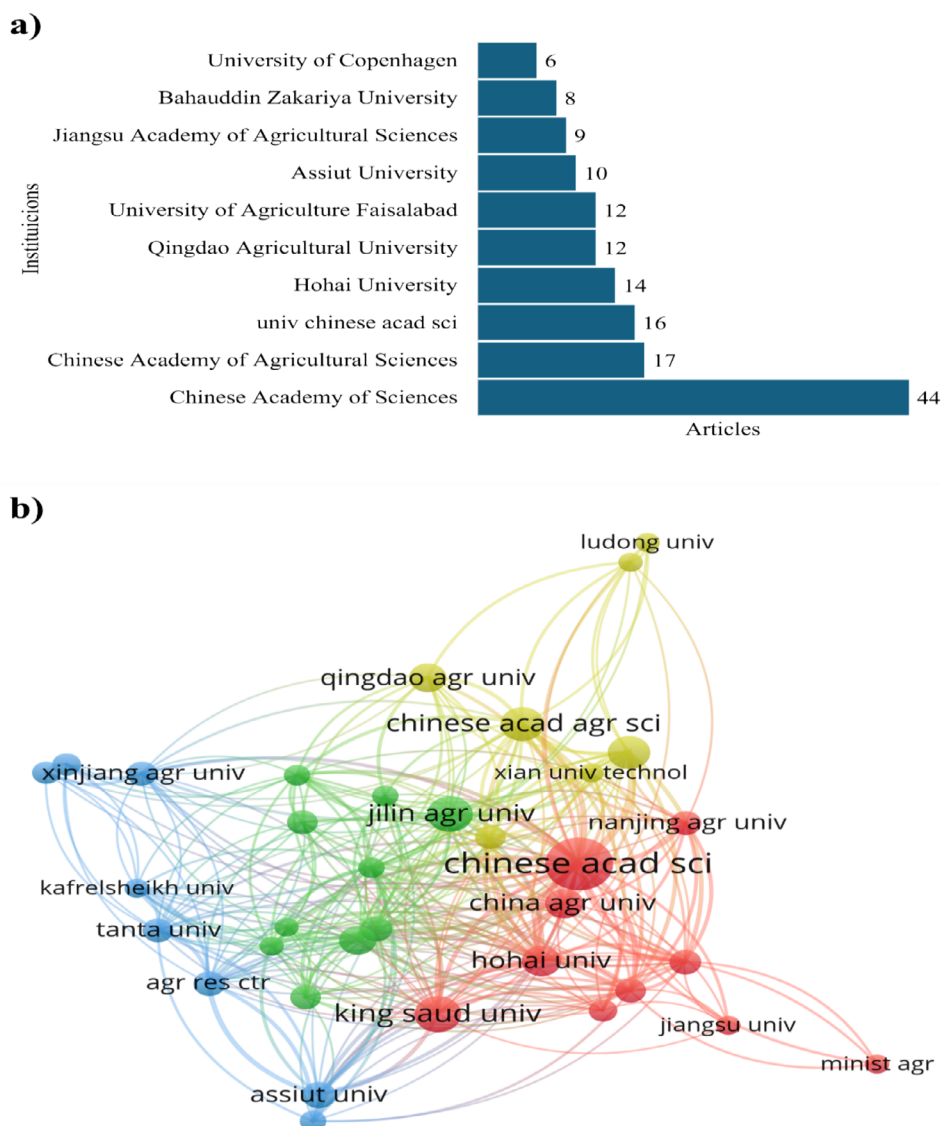 a)
University of Copenhagen 6
Bahauddin Zakariya University 8
Jiangsu Academy of Agricultural Sciences 9
Assiut University 10
University of Agriculture Faisalabad 12
Qingdao Agricultural University 12
Hohai University 14
univ chinese acad sci 16
Chinese Academy of Agricultural Sciences 17
Chinese Academy of Sciences 44
Instituicions
Articles
b)
ludong univ
qingdao agr univ
chinese acad agr sci
xinjiang agr univ
xian univ technol
jilin agr univ
nanjing agr univ
chinese acad sci
kafrelsheikh univ
china agr univ
tanta univ
hohai univ
agr res ctr
king saud univ
jiangsu univ
minist agr
assiut univ